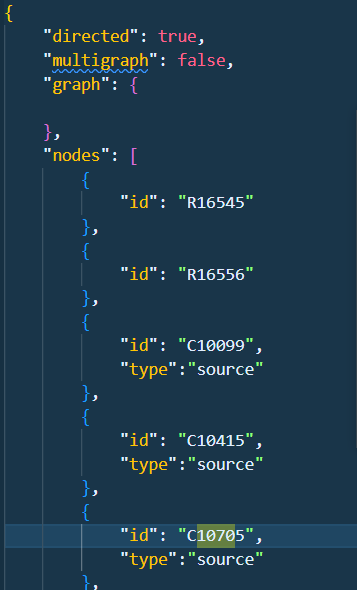 {
    "directed": true,
    "multigraph": false,
    "graph": {

    },
    "nodes": [
        {
            "id": "R16545"
        },
        {
            "id": "R16556"
        },
        {
            "id": "C10099",
            "type":"source"
        },
        {
            "id": "C10415",
            "type":"source"
        },
        {
            "id": "C10705",
            "type":"source"
        },